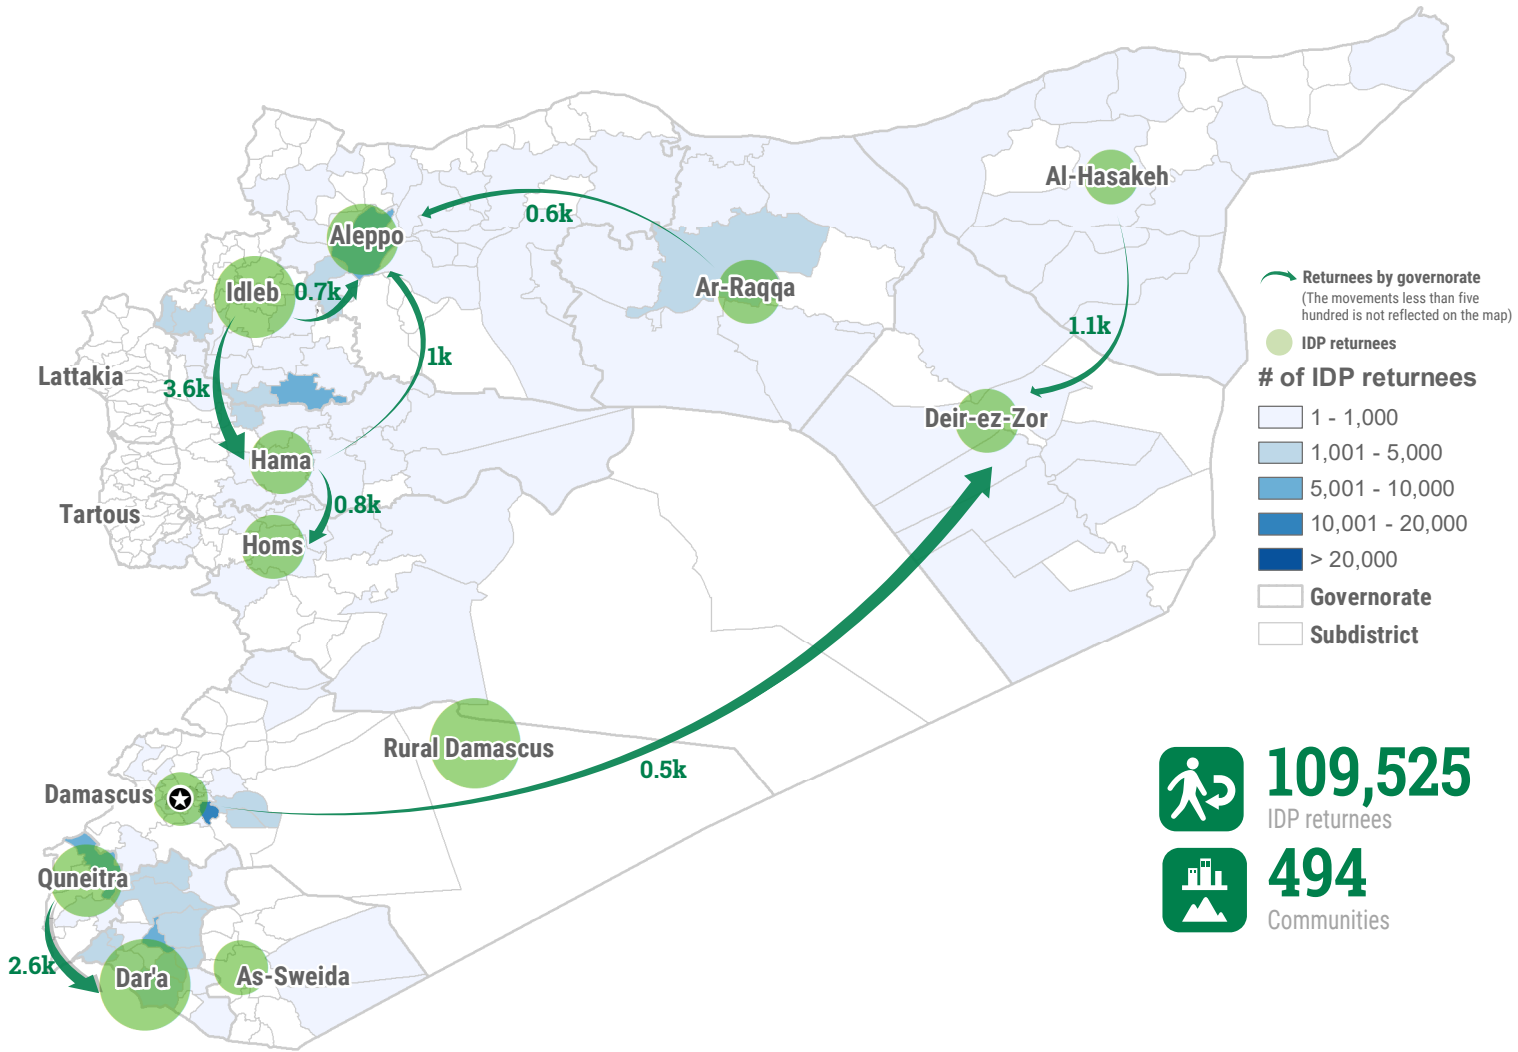 Al-Hasakeh
0.6k
Aleppo
Returnees by governorate
(The movements less than five
hundred is not reflected on the map)
Idleb
0.7k
Ar-Raqqa
1.1k
IDP returnees
1k
Lattakia
3.6k
# of IDP returnees
1 - 1,000
Deir-ez-Zor
1,001 - 5,000
Hama
5,001 - 10,000
0.8k
Tartous
10,001 - 20,000
Homs
> 20,000
Governorate
Subdistrict
Rural Damascus
0.5k
Damascus
109,525
IDP returnees
Quneitra
494
Communities
2.6k
Dar'a
As-Sweida